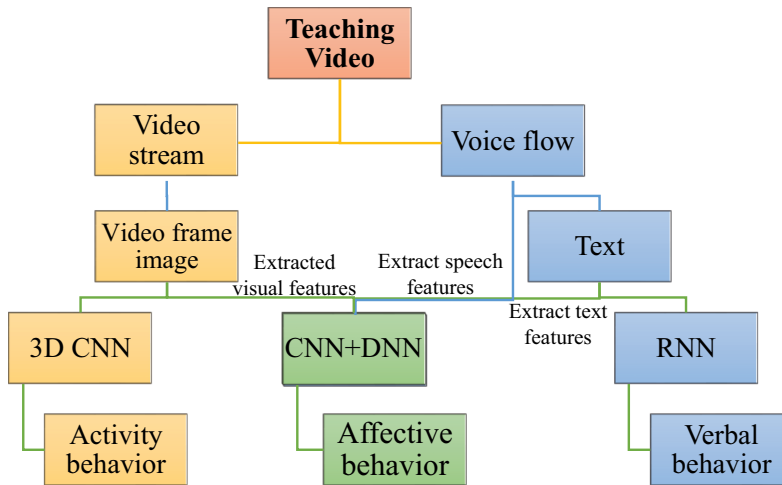 Teaching
Video
Video
stream
Voice flow
Video frame
image
Text
Extracted
visual features
Extract speech
features
Extract text
features
3D CNN
CNN+DNN
RNN
Activity
behavior
Affective
behavior
Verbal
behavior